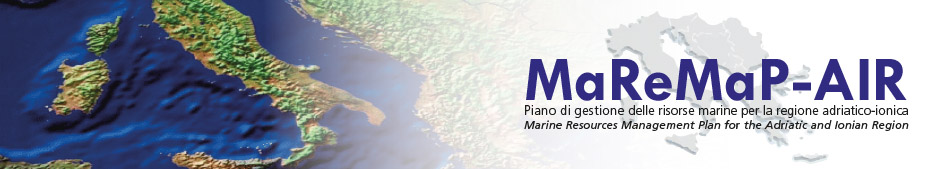 MaReMaP-AIR
Piano di gestione delle risorse marine per la regione adriatico-ionica
Marine Resources Management Plan for the Adriatic and Ionian Region